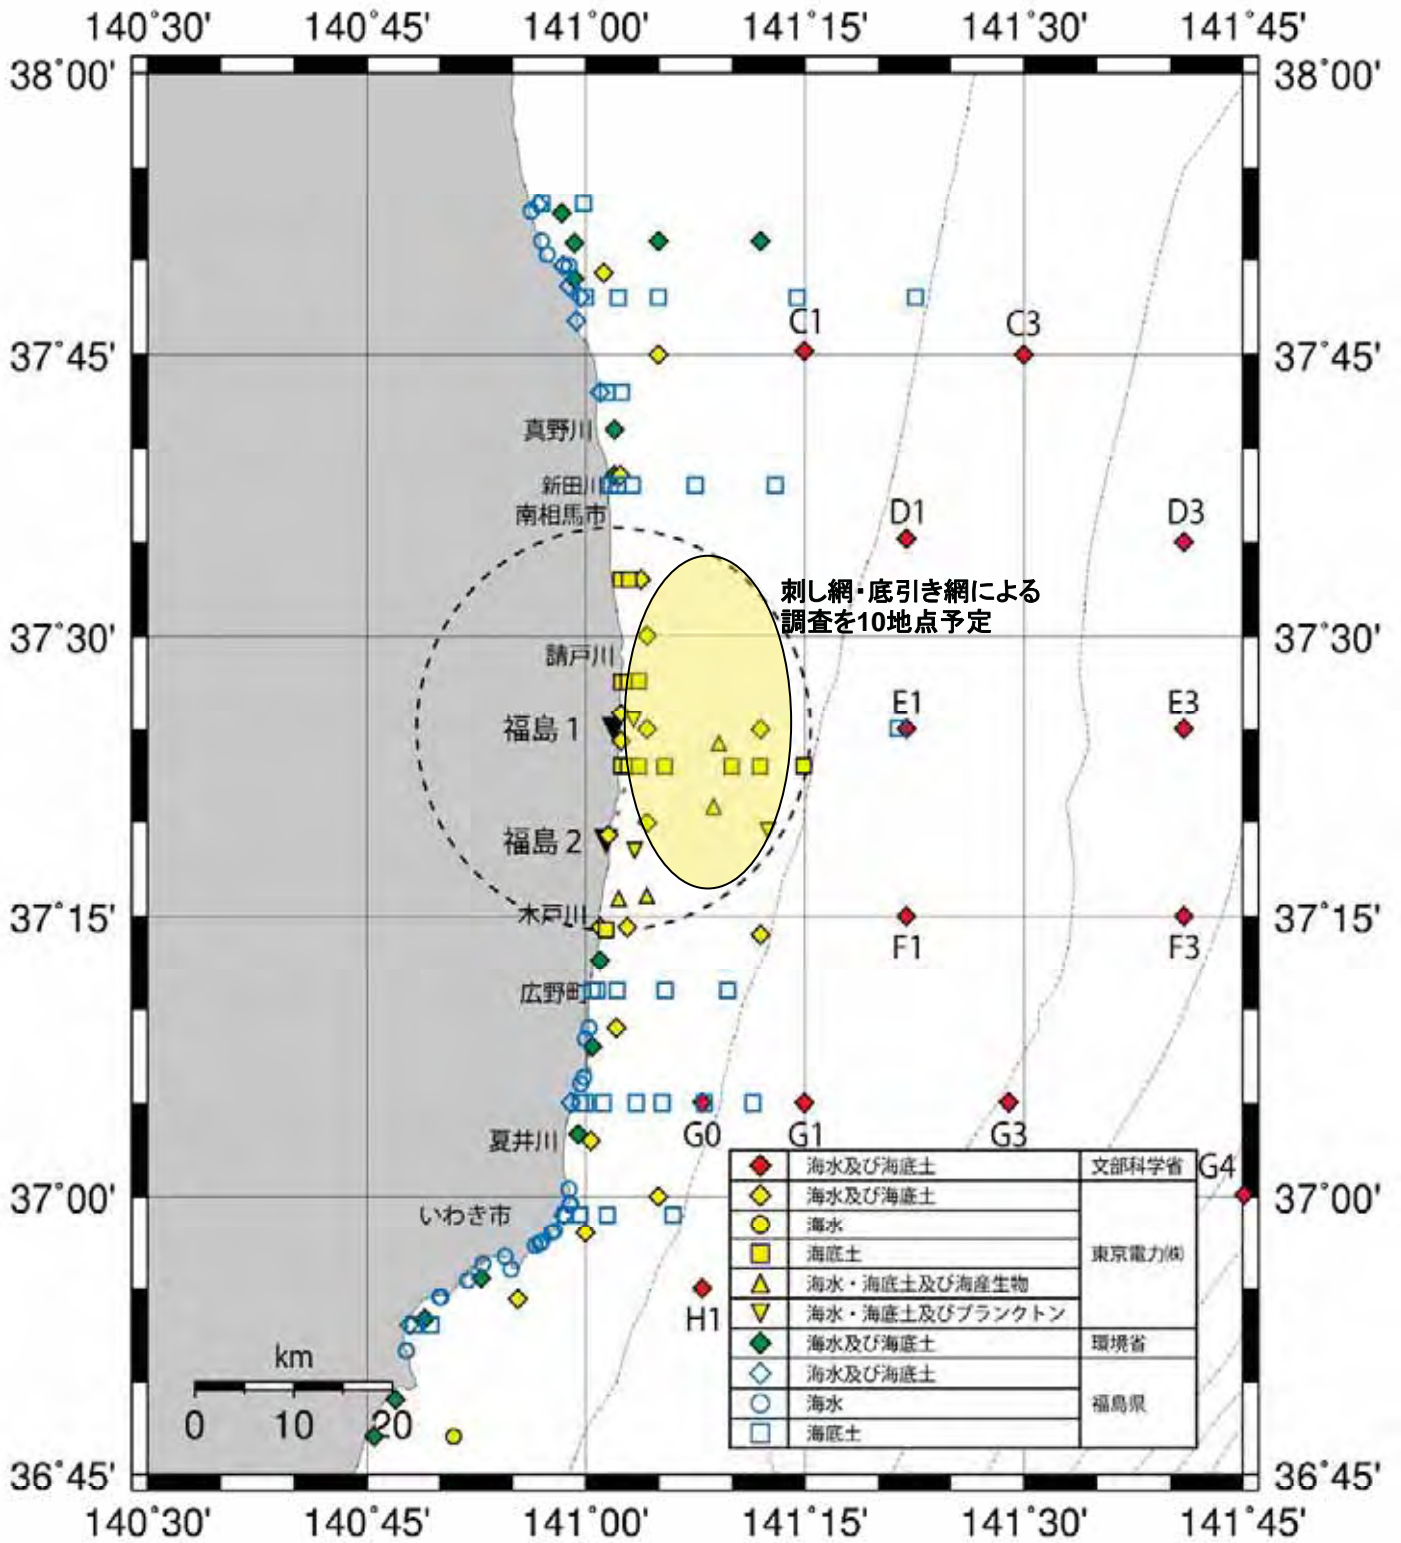 140°30' 140°45' 141°00' 141°15' 141°30' 141°45'
38°00' 38°00'
C1 C3
37°45' 37°45'
真野川
新田川
南相馬市
D1 D3
刺し網・底引き網による
調査を10地点予定
37°30' 37°30'
請戸川
福島 1
E1 E3
福島 2
37°15' 37°15'
木戸川
F1 F3
広野町
夏井川
G0 G1 G3
G4
37°00' 37°00'
いわき市
H1
海水及び海底土 文部科学省
海水及び海底土
海水
海底土 東京電力㈱
海水・海底土及び海産生物
海水・海底土及びプランクトン
海水及び海底土 環境省
海水及び海底土
海水 福島県
海底土
km
0 10 20
36°45' 36°45'
140°30' 140°45' 141°00' 141°15' 141°30' 141°45'